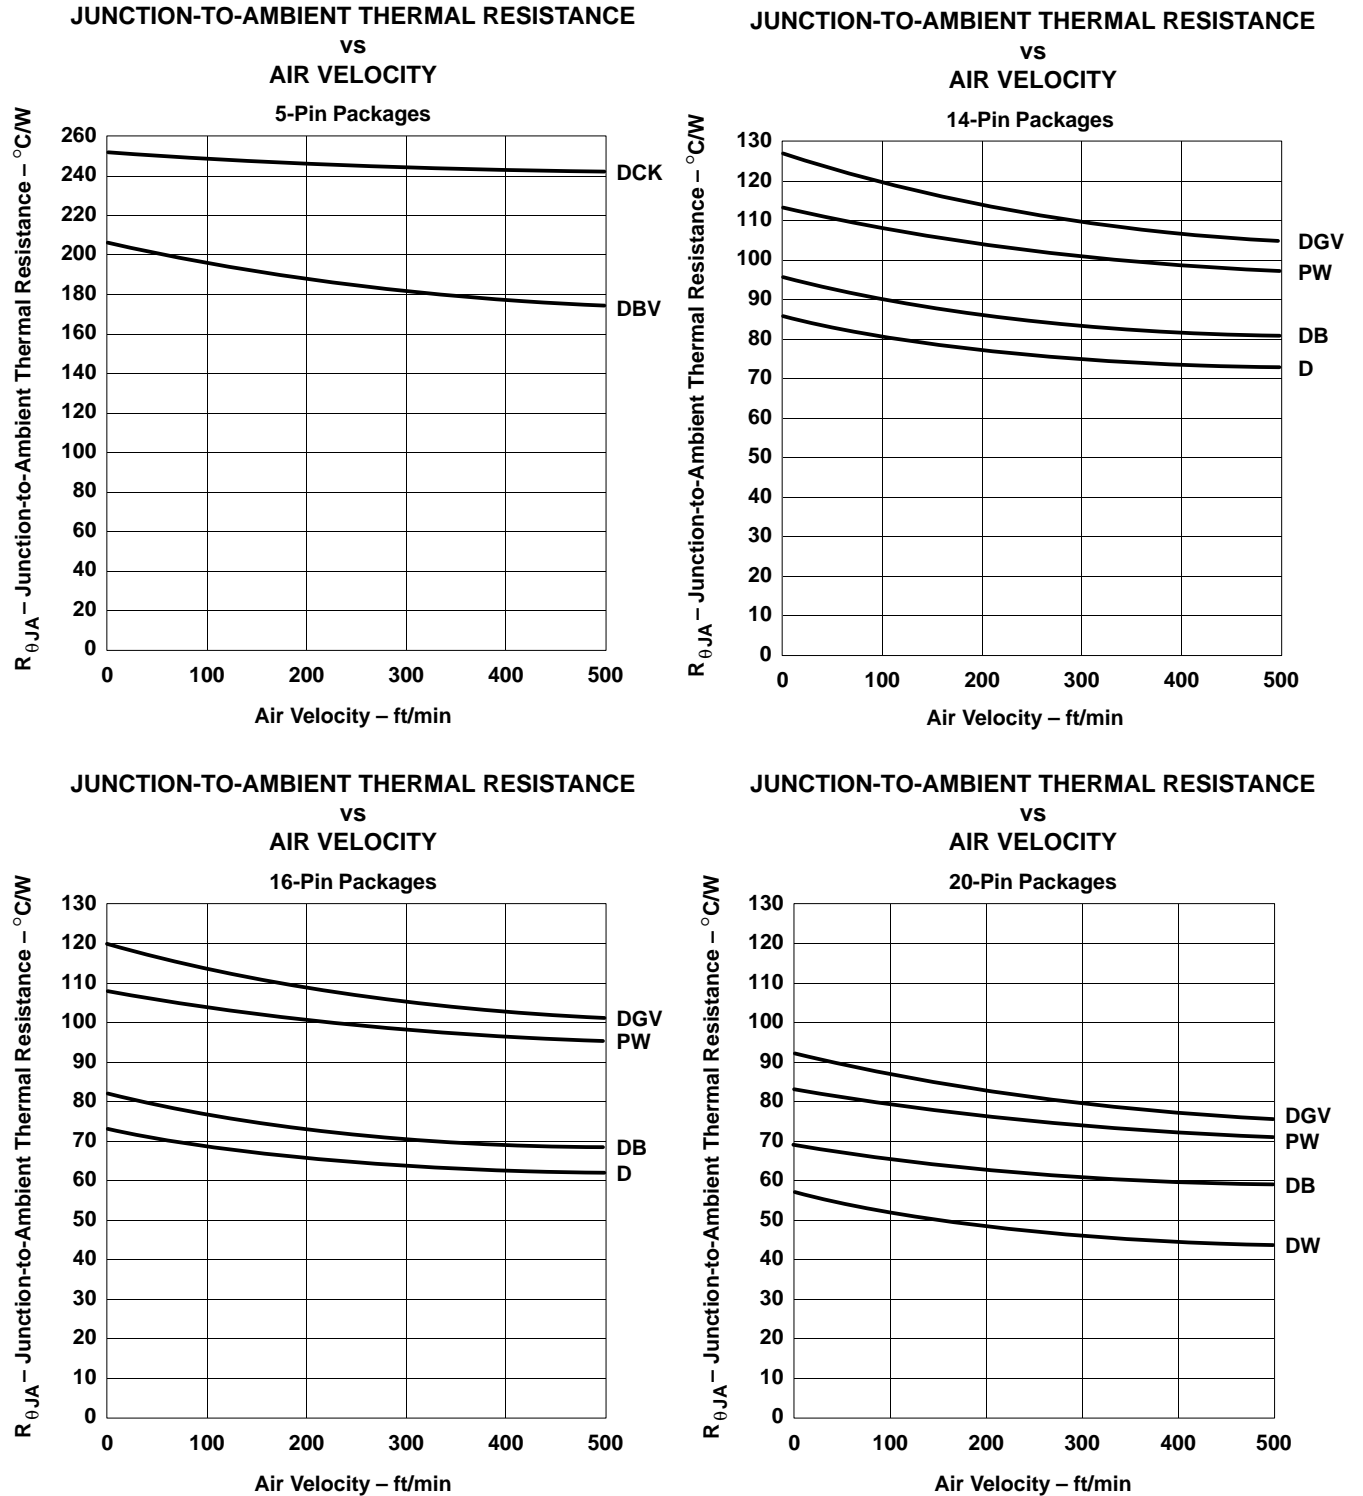 JUNCTION-TO-AMBIENT THERMAL RESISTANCE
vs
AIR VELOCITY
5-Pin Packages
R θJA – Junction-to-Ambient Thermal Resistance – °C/W
260
240
220
200
180
160
140
120
100
80
60
40
20
0
DCK
DBV
0 100 200 300 400 500
Air Velocity – ft/min
JUNCTION-TO-AMBIENT THERMAL RESISTANCE
vs
AIR VELOCITY
14-Pin Packages
R θJA – Junction-to-Ambient Thermal Resistance – °C/W
130
120
110
100
90
80
70
60
50
40
30
20
10
0
DGV
PW
DB
D
0 100 200 300 400 500
Air Velocity – ft/min
JUNCTION-TO-AMBIENT THERMAL RESISTANCE
vs
AIR VELOCITY
16-Pin Packages
R θJA – Junction-to-Ambient Thermal Resistance – °C/W
130
120
110
100
90
80
70
60
50
40
30
20
10
0
DGV
PW
DB
D
0 100 200 300 400 500
Air Velocity – ft/min
JUNCTION-TO-AMBIENT THERMAL RESISTANCE
vs
AIR VELOCITY
20-Pin Packages
R θJA – Junction-to-Ambient Thermal Resistance – °C/W
130
120
110
100
90
80
70
60
50
40
30
20
10
0
DGV
PW
DB
DW
0 100 200 300 400 500
Air Velocity – ft/min